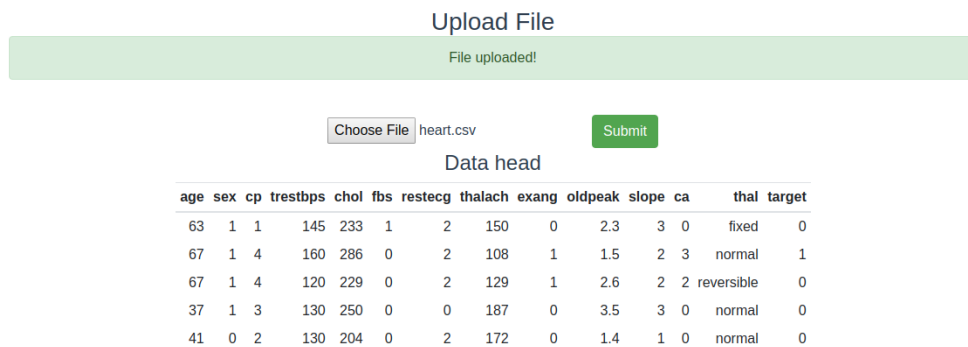 Upload File
File uploaded!
Choose File heart.csv Submit
Data head
age sex cp trestbps chol fbs restecg thalach exang oldpeak slope ca thal target
63 1 1 145 233 1 2 150 0 2.3 3 0 fixed 0
67 1 4 160 286 0 2 108 1 1.5 2 3 normal 1
67 1 4 120 229 0 2 129 1 2.6 2 2 reversible 0
37 1 3 130 250 0 0 187 0 3.5 3 0 normal 0
41 0 2 130 204 0 2 172 0 1.4 1 0 normal 0